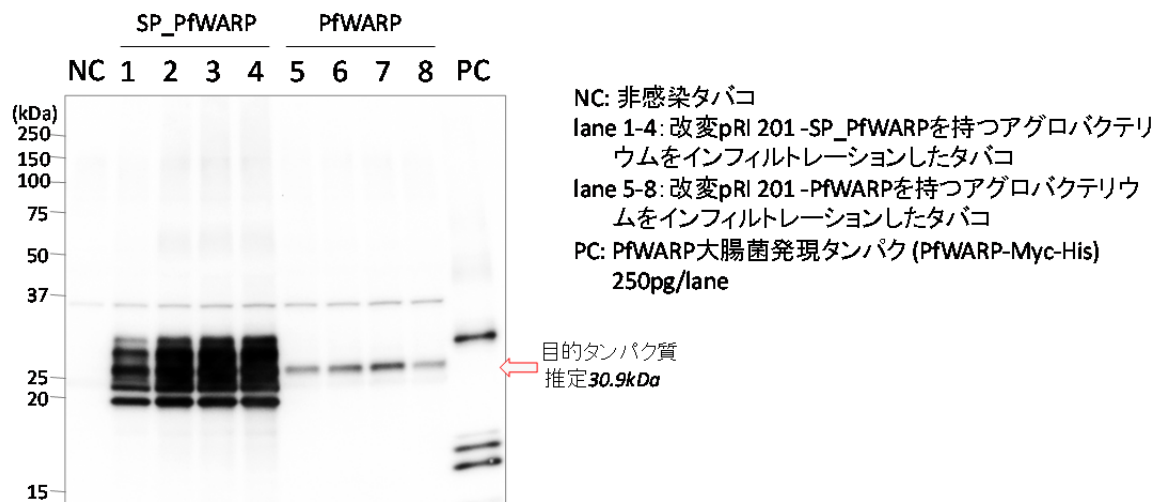 SP_PfWARP PfWARP
NC 1 2 3 4 5 6 7 8 PC
(kDa)
250
150
100
75
50
37
25
20
15
NC: 非感染タバコ
lane 1-4: 改変pRI 201 -SP_PfWARPを持つアグロバクテリ
ウムをインフィルトレーションしたタバコ
lane 5-8: 改変pRI 201 -PfWARPを持つアグロバクテリウ
ムをインフィルトレーションしたタバコ
PC: PfWARP大腸菌発現タンパク (PfWARP-Myc-His)
250pg/lane
目的タンパク質
推定30.9kDa